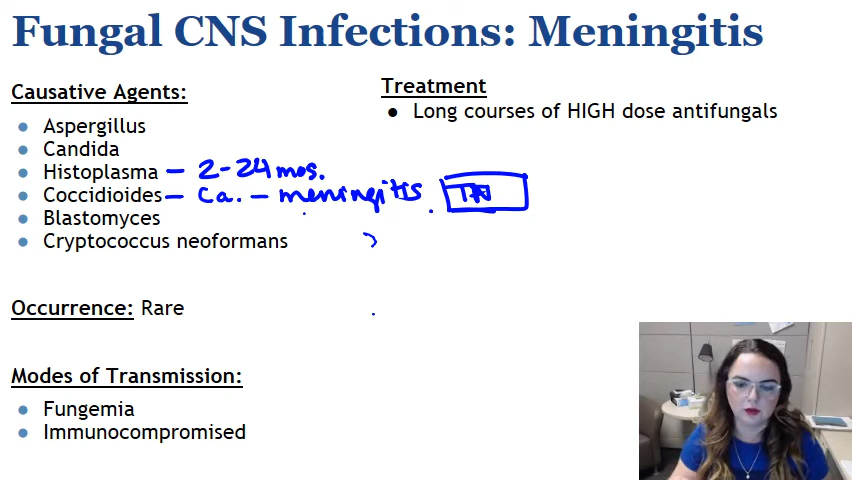 Fungal CNS Infections: Meningitis
Causative Agents:
● Aspergillus
● Candida
● Histoplasma – 2-24 mos.
● Coccidioides – Ca. – meningitis
● Blastomyces
● Cryptococcus neoformans
Occurrence: Rare
Modes of Transmission:
● Fungemia
● Immunocompromised
Treatment
● Long courses of HIGH dose antifungals